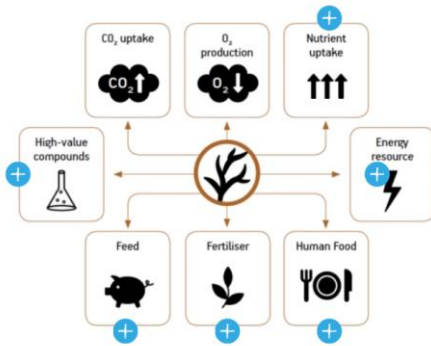 CO₂ uptake
O₂
production
Nutrient
uptake
CO₂
O₂
High-value
compounds
Energy
resource
Feed
Fertiliser
Human Food